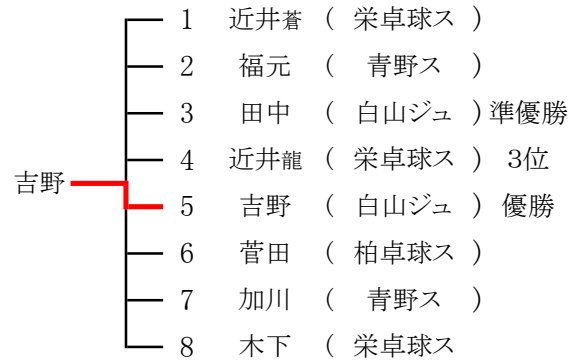 1 近井蒼 ( 栄卓球ス )
2 福元 ( 青野ス )
3 田中 ( 白山ジュ ) 準優勝
4 近井龍 ( 栄卓球ス ) 3位
吉野
5 吉野 ( 白山ジュ ) 優勝
6 菅田 ( 柏卓球ス )
7 加川 ( 青野ス )
8 木下 ( 栄卓球ス